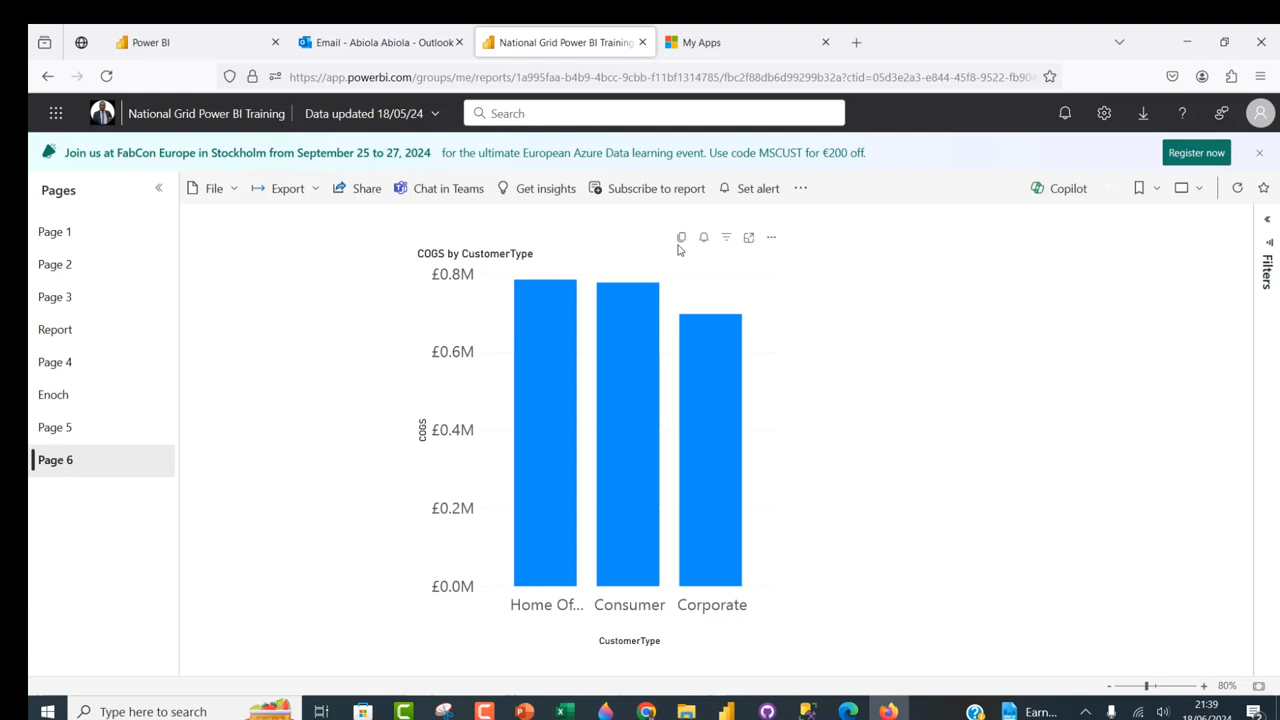 Power BI
Email - Abiola Abiola - Outlook
National Grid Power BI Training
My Apps
https://app.powerbi.com/groups/me/reports/1a995faa-b4b9-4bcc-9cbb-f11bf1314785/fbc2f88db6d99299b32a?ctid=05d3e2a3-e844-45f8-9522-fb904
National Grid Power BI Training
Data updated 18/05/24
Search
Join us at FabCon Europe in Stockholm from September 25 to 27, 2024 for the ultimate European Azure Data learning event. Use code MSCUST for €200 off.
Register now
Pages
File
Export
Share
Chat in Teams
Get insights
Subscribe to report
Set alert
Copilot
Page 1
Page 2
Page 3
Report
Page 4
Enoch
Page 5
Page 6
COGS by CustomerType
£0.8M
£0.6M
£0.4M
£0.2M
£0.0M
COGS
Home Of...
Consumer
Corporate
CustomerType
Filters
80%
Type here to search
Earn...
21:39
18/06/2024